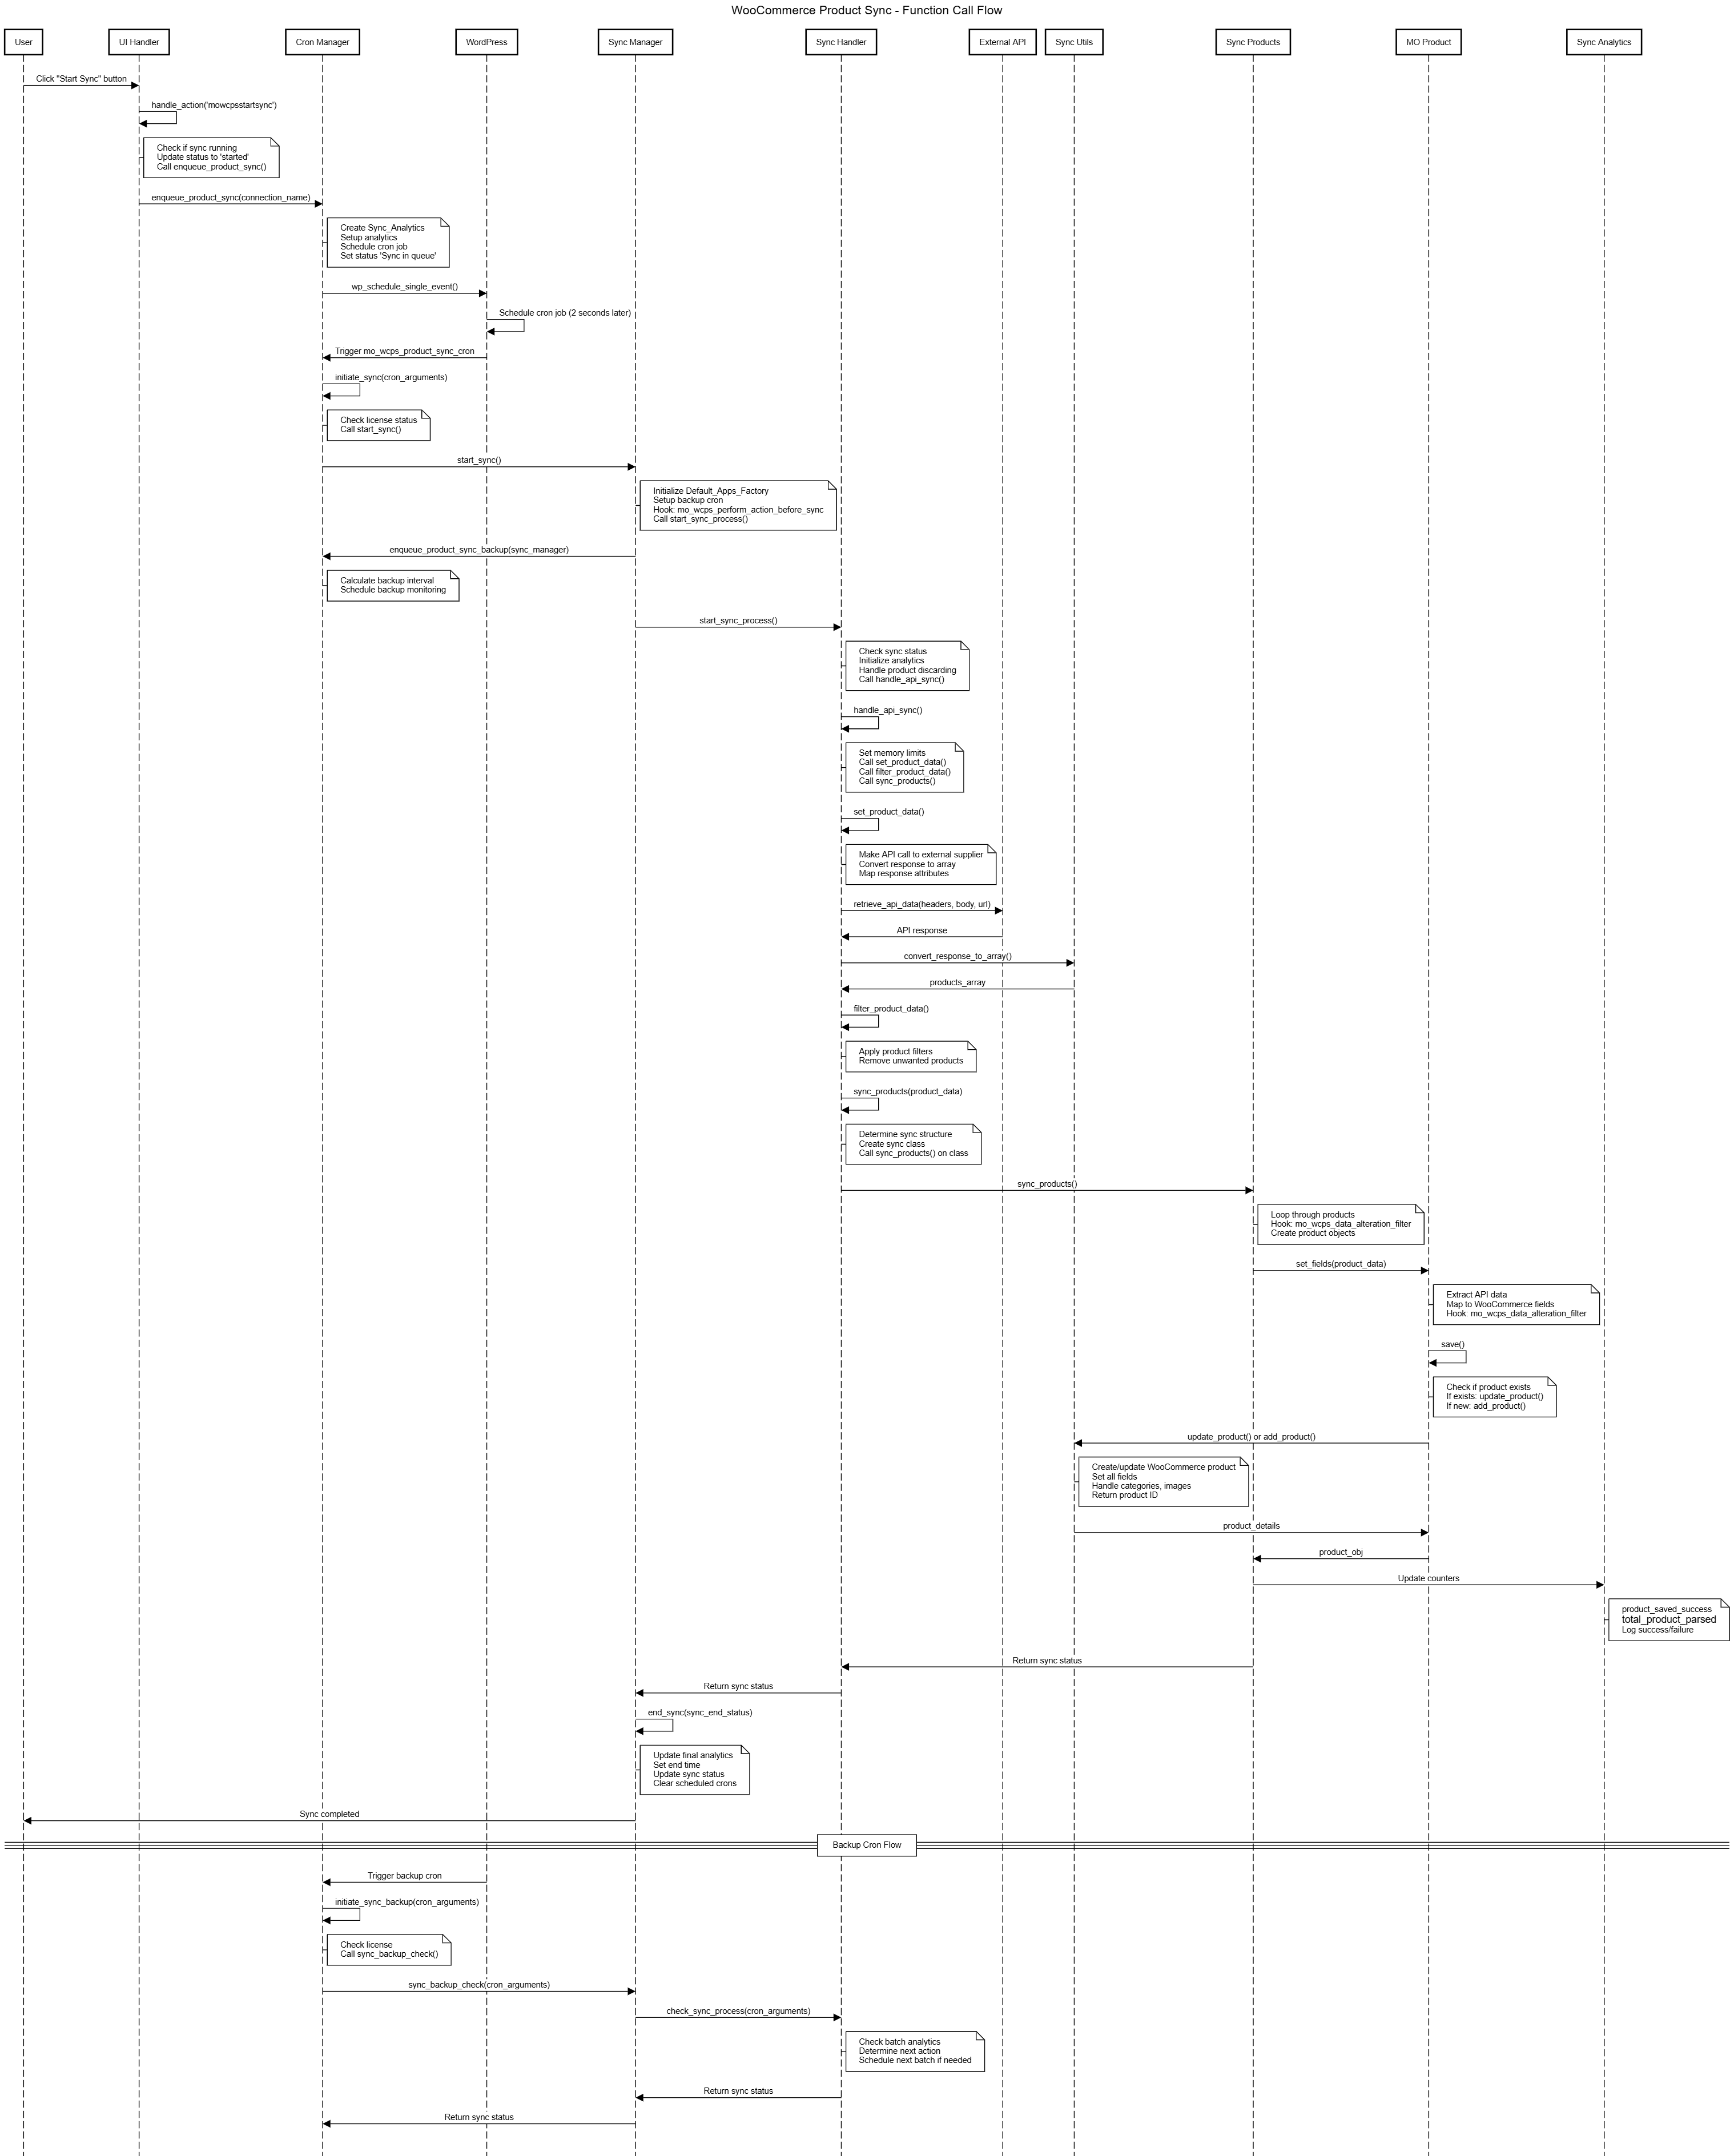 WooCommerce Product Sync - Function Call Flow
User
UI Handler
Cron Manager
WordPress
Sync Manager
Sync Handler
External API
Sync Utils
Sync Products
MO Product
Sync Analytics
Click "Start Sync" button
handle_action('mowcpsstartsync')
Check if sync running
Update status to 'started'
Call enqueue_product_sync()
enqueue_product_sync(connection_name)
Create Sync_Analytics
Setup analytics
Schedule cron job
Set status 'Sync in queue'
wp_schedule_single_event()
Schedule cron job (2 seconds later)
Trigger mo_wcps_product_sync_cron
initiate_sync(cron_arguments)
Check license status
Call start_sync()
start_sync()
Initialize Default_Apps_Factory
Setup backup cron
Hook: mo_wcps_perform_action_before_sync
Call start_sync_process()
enqueue_product_sync_backup(sync_manager)
Calculate backup interval
Schedule backup monitoring
start_sync_process()
Check sync status
Initialize analytics
Handle product discarding
Call handle_api_sync()
handle_api_sync()
Set memory limits
Call set_product_data()
Call filter_product_data()
Call sync_products()
set_product_data()
Make API call to external supplier
Convert response to array
Map response attributes
retrieve_api_data(headers, body, url)
API response
convert_response_to_array()
products_array
filter_product_data()
Apply product filters
Remove unwanted products
sync_products(product_data)
Determine sync structure
Create sync class
Call sync_products() on class
sync_products()
Loop through products
Hook: mo_wcps_data_alteration_filter
Create product objects
set_fields(product_data)
Extract API data
Map to WooCommerce fields
Hook: mo_wcps_data_alteration_filter
save()
Check if product exists
If exists: update_product()
If new: add_product()
update_product() or add_product()
Create/update WooCommerce product
Set all fields
Handle categories, images
Return product ID
product_details
product_obj
Update counters
product_saved_success
total_product_parsed
Log success/failure
Return sync status
Return sync status
end_sync(sync_end_status)
Update final analytics
Set end time
Update sync status
Clear scheduled crons
Sync completed
Backup Cron Flow
Trigger backup cron
initiate_sync_backup(cron_arguments)
Check license
Call sync_backup_check()
sync_backup_check(cron_arguments)
check_sync_process(cron_arguments)
Check batch analytics
Determine next action
Schedule next batch if needed
Return sync status
Return sync status